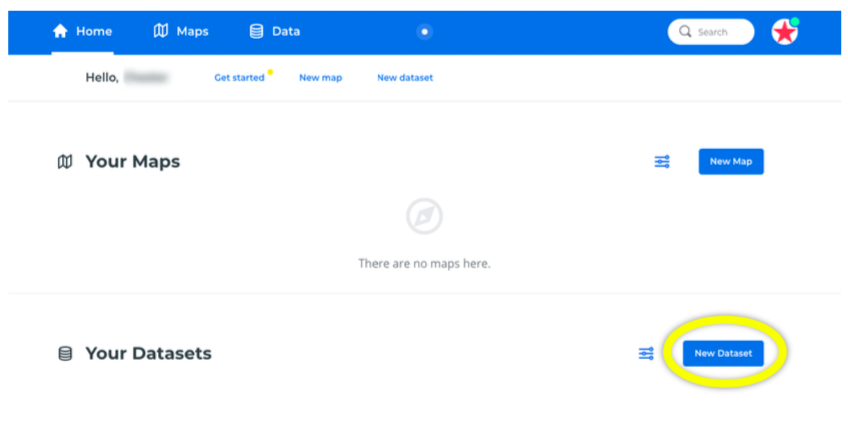 Home Maps Data Search
Hello, Get started New map New dataset
Your Maps New Map
There are no maps here.
Your Datasets New Dataset